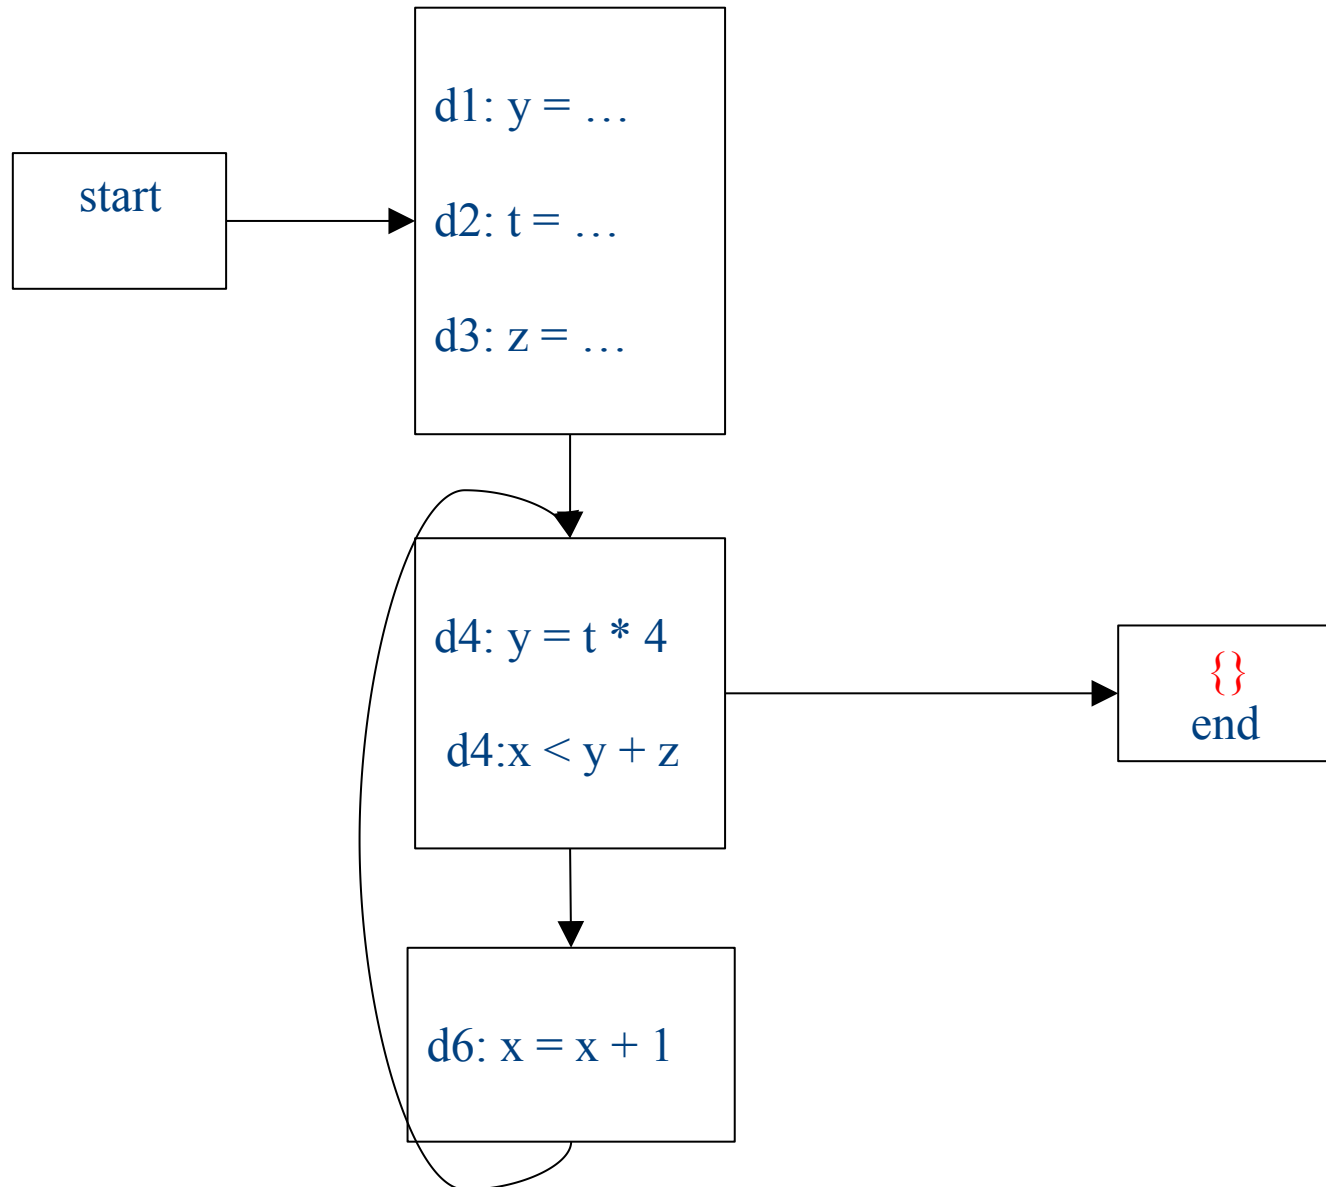 start
d1: y = …
d2: t = …
d3: z = …
d4: y = t * 4
d4:x < y + z
{}
end
d6: x = x + 1